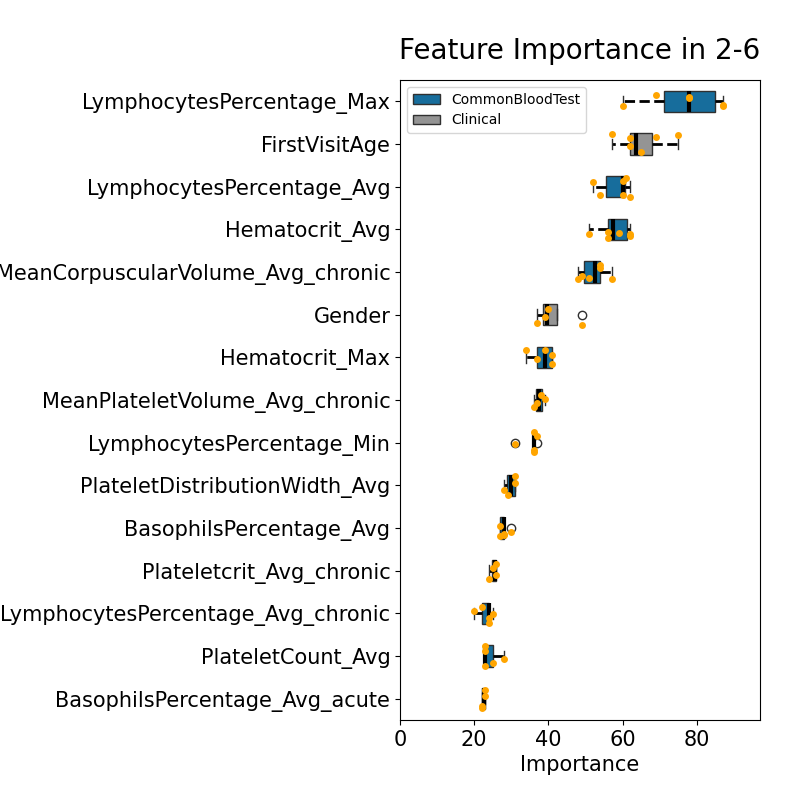 Feature Importance in 2-6
CommonBloodTest
Clinical
LymphocytesPercentage_Max
FirstVisitAge
LymphocytesPercentage_Avg
Hematocrit_Avg
MeanCorpuscularVolume_Avg_chronic
Gender
Hematocrit_Max
MeanPlateletVolume_Avg_chronic
LymphocytesPercentage_Min
PlateletDistributionWidth_Avg
BasophilsPercentage_Avg
Plateletcrit_Avg_chronic
LymphocytesPercentage_Avg_chronic
PlateletCount_Avg
BasophilsPercentage_Avg_acute
0 20 40 60 80
Importance